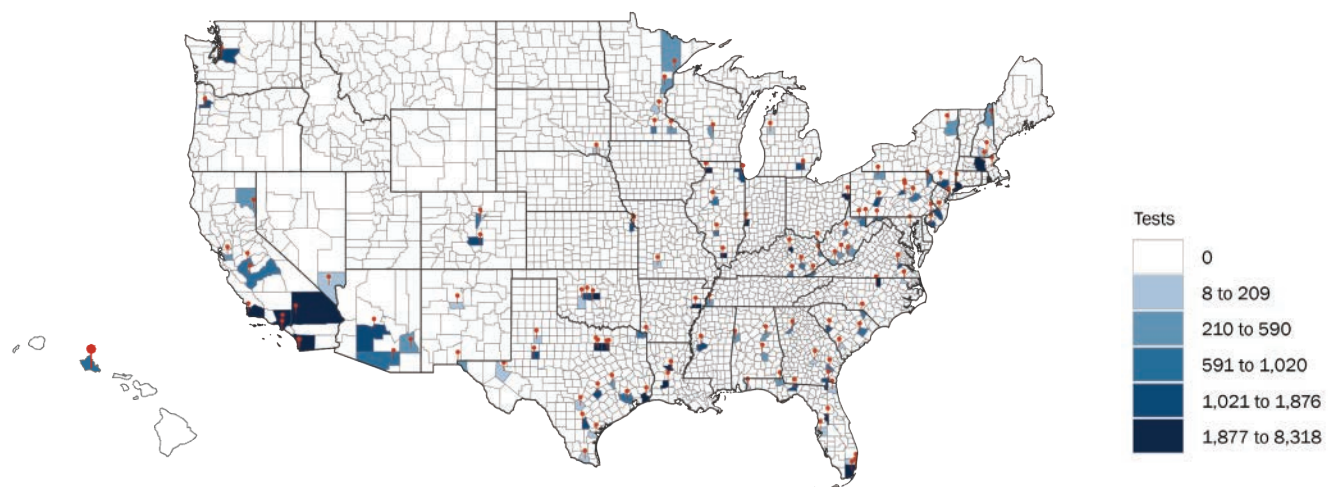 Tests
0
8 to 209
210 to 590
591 to 1,020
1,021 to 1,876
1,877 to 8,318